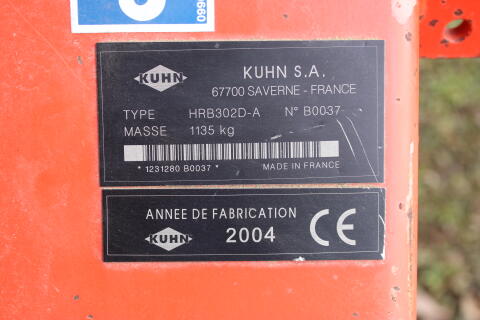 09960
KUHN
KUHN S.A.
67700 SAVERNE - FRANCE
TYPE HRB302D-A N° B0037
MASSE 1135 kg
* 1231280 B0037 * MADE IN FRANCE
ANNEE DE FABRICATION
KUHN 2004 CE